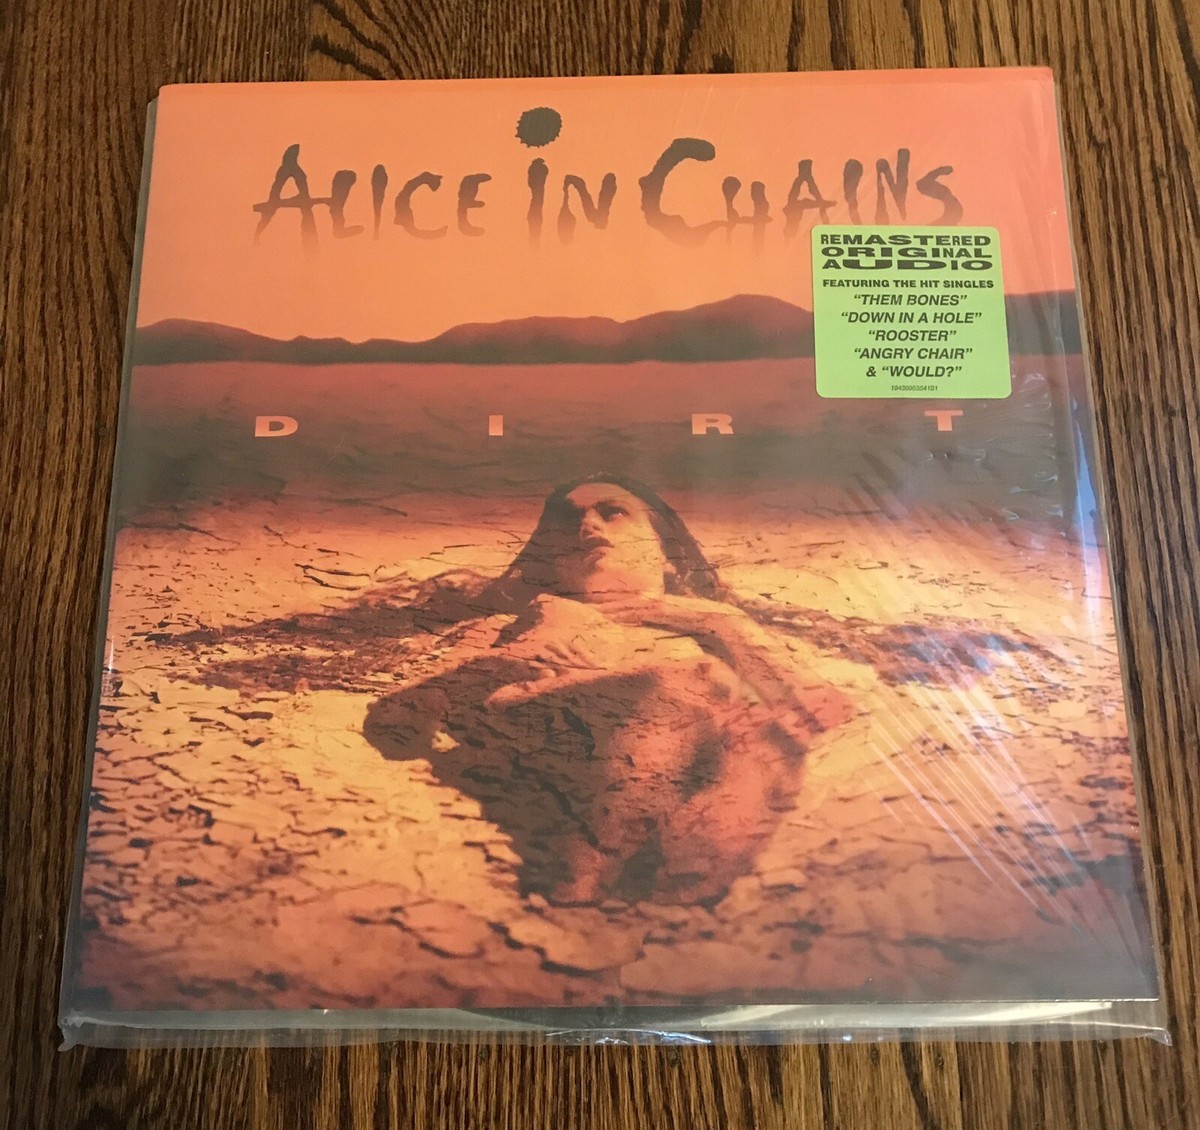 ALICE IN CHAINS
REMASTERED
ORIGINAL
AUDIO
FEATURING THE HIT SINGLES
"THEM BONES"
"DOWN IN A HOLE"
"ROOSTER"
"ANGRY CHAIR"
& "WOULD?"
DIRT